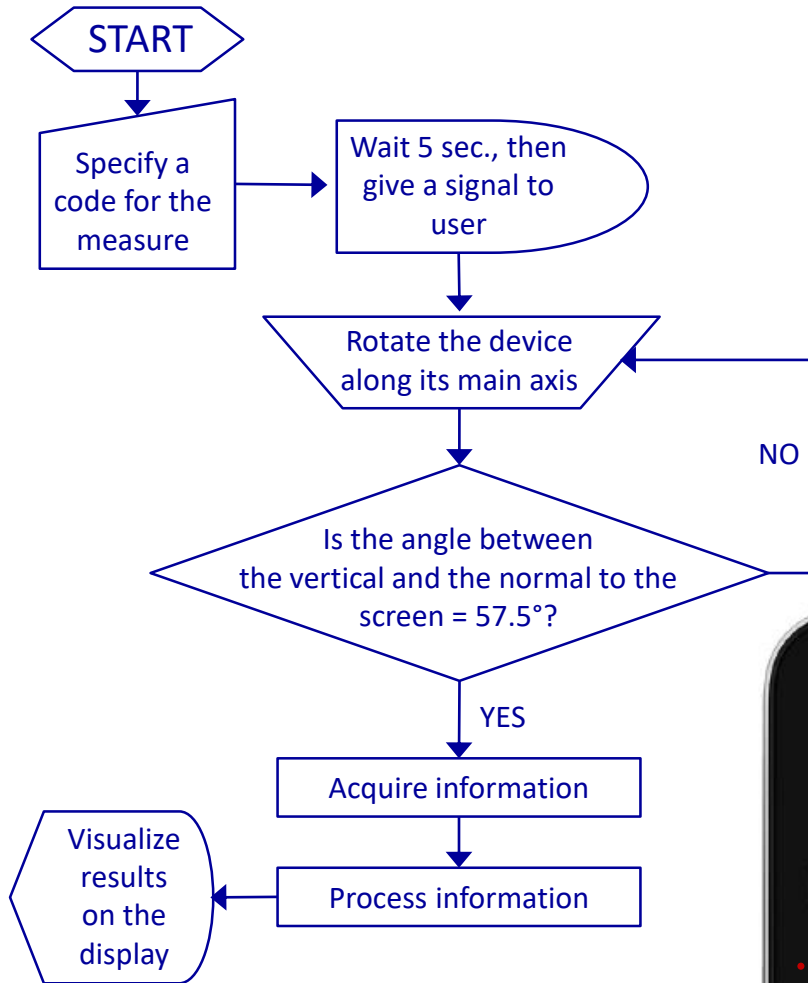 START
Specify a
code for the
measure
Wait 5 sec., then
give a signal to
user
Rotate the device
along its main axis
NO
Is the angle between
the vertical and the normal to the
screen = 57.5°?
YES
Acquire information
Process information
Visualize
results
on the
display